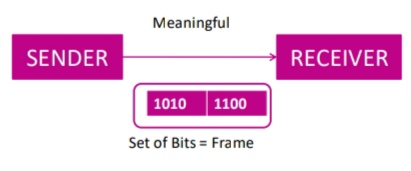 Meaningful
SENDER
RECEIVER
1010 1100
Set of Bits = Frame